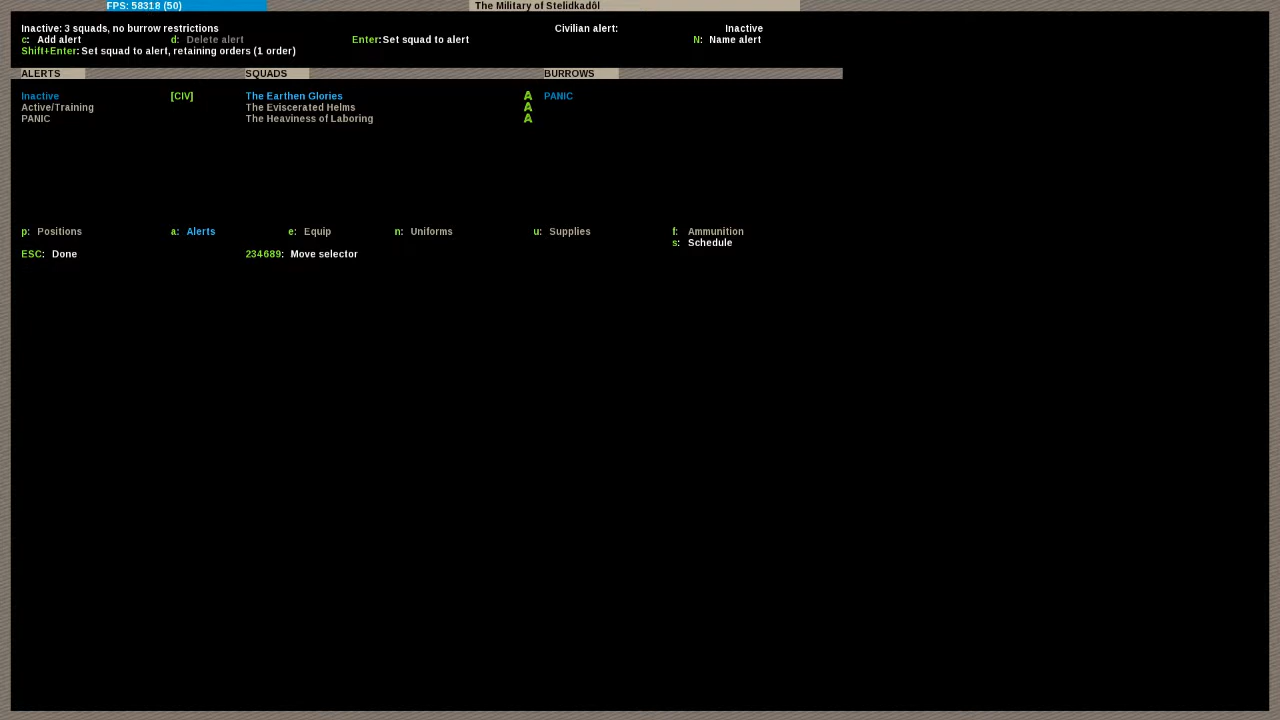 FPS: 58318 (50) The Military of Stelidkadôl
Inactive: 3 squads, no burrow restrictions Civilian alert: Inactive
c: Add alert d: Delete alert Enter: Set squad to alert N: Name alert
Shift+Enter: Set squad to alert, retaining orders (1 order)
ALERTS SQUADS BURROWS
Inactive [CIV] The Earthen Glories A PANIC
Active/Training The Eviscerated Helms A
PANIC The Heaviness of Laboring A
p: Positions a: Alerts e: Equip n: Uniforms u: Supplies f: Ammunition
s: Schedule
ESC: Done 234689: Move selector